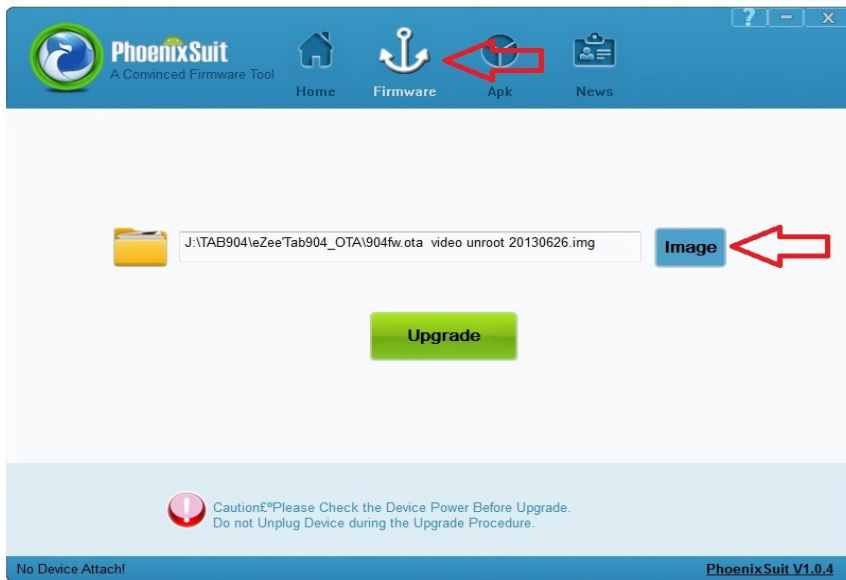 ? – X
PhoenixSuit
A Convinced Firmware Tool
Home Firmware Apk News
J:\TAB904\eZee'Tab904_OTA\904fw.ota video unroot 20130626.img
Image
Upgrade
Caution£ºPlease Check the Device Power Before Upgrade.
Do not Unplug Device during the Upgrade Procedure.
No Device Attach!
PhoenixSuit V1.0.4